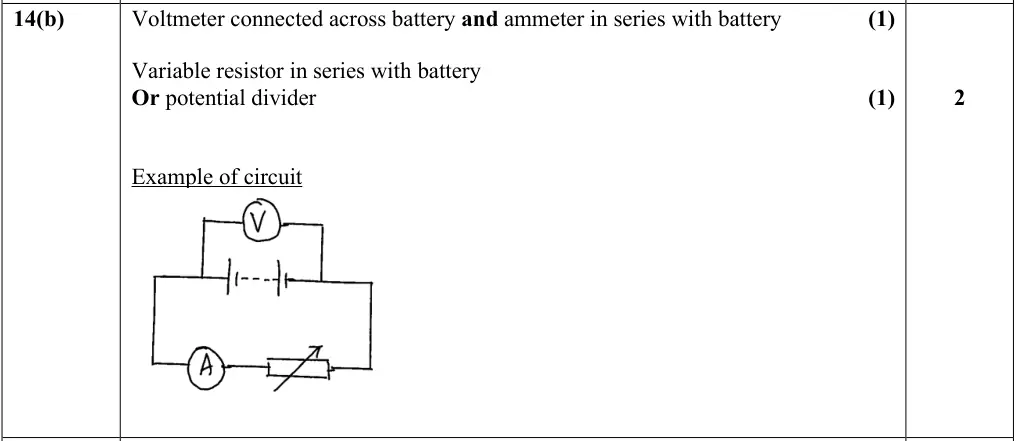 14(b) Voltmeter connected across battery and ammeter in series with battery (1)
Variable resistor in series with battery
Or potential divider (1) 2
Example of circuit
V
A